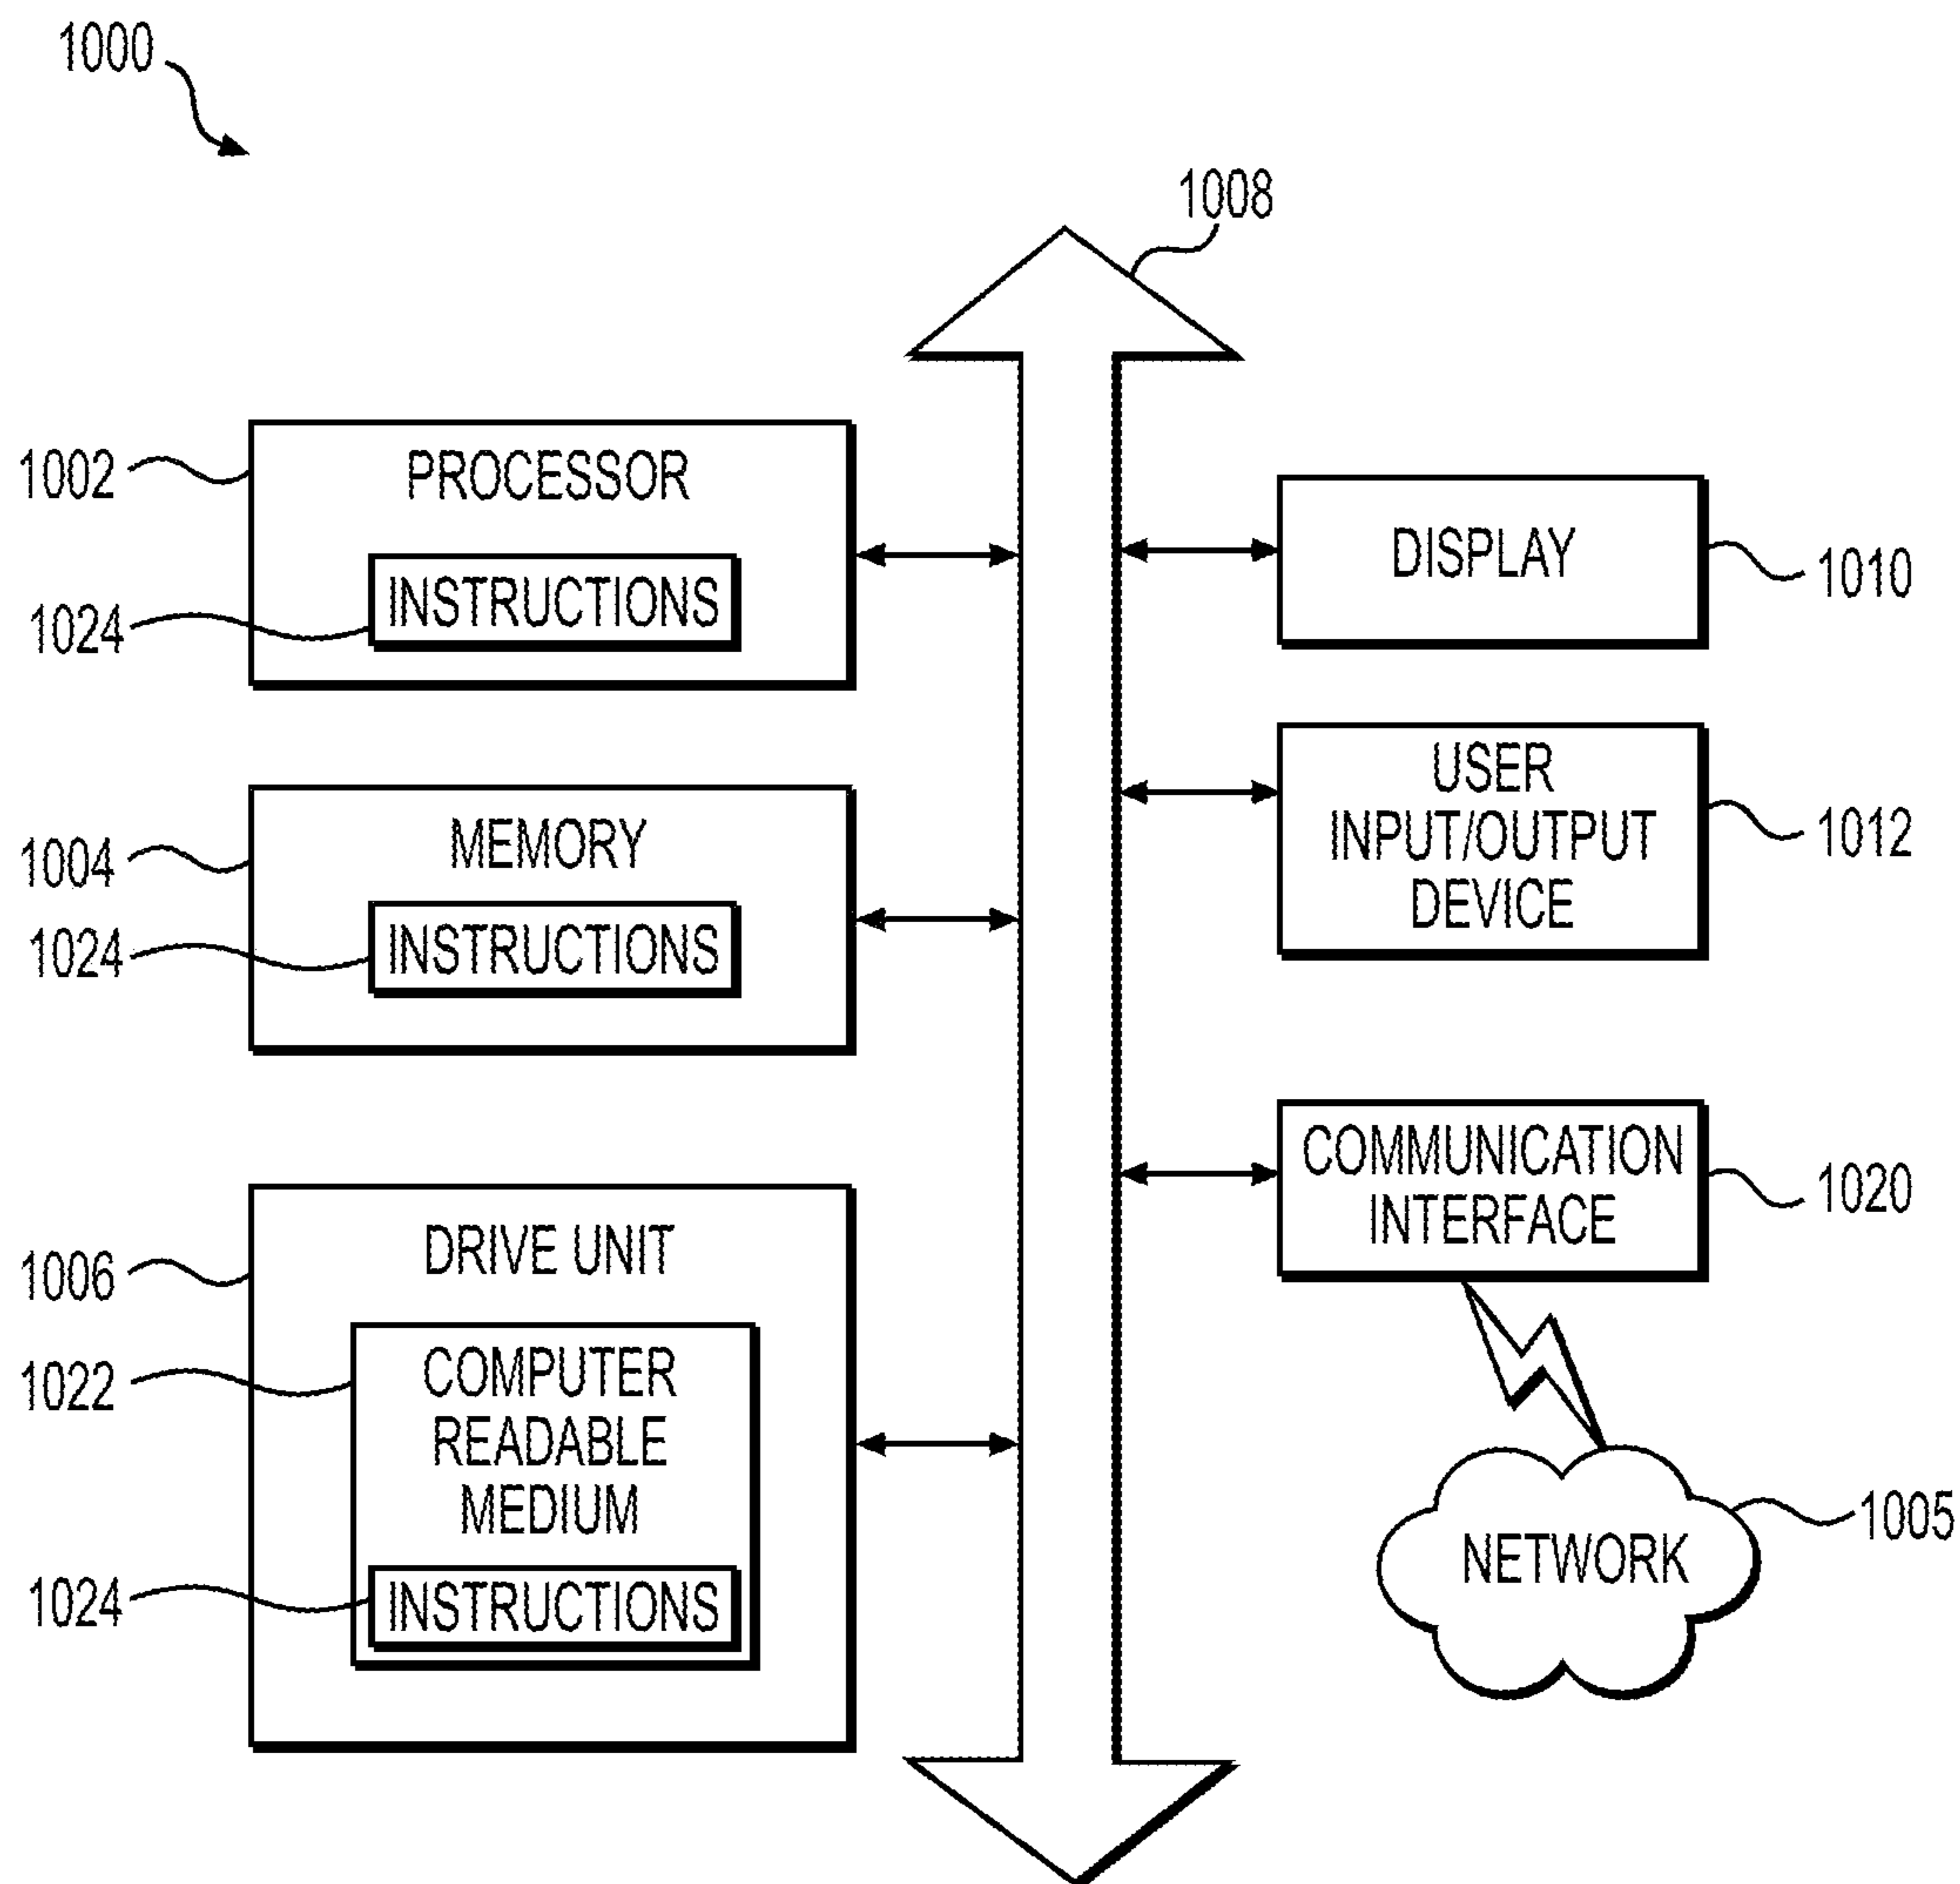 1000
1008
1002
PROCESSOR
INSTRUCTIONS
1024
1004
MEMORY
INSTRUCTIONS
1024
1006
DRIVE UNIT
1022
COMPUTER
READABLE
MEDIUM
1024
INSTRUCTIONS
DISPLAY
1010
USER
INPUT/OUTPUT
DEVICE
1012
COMMUNICATION
INTERFACE
1020
NETWORK
1005